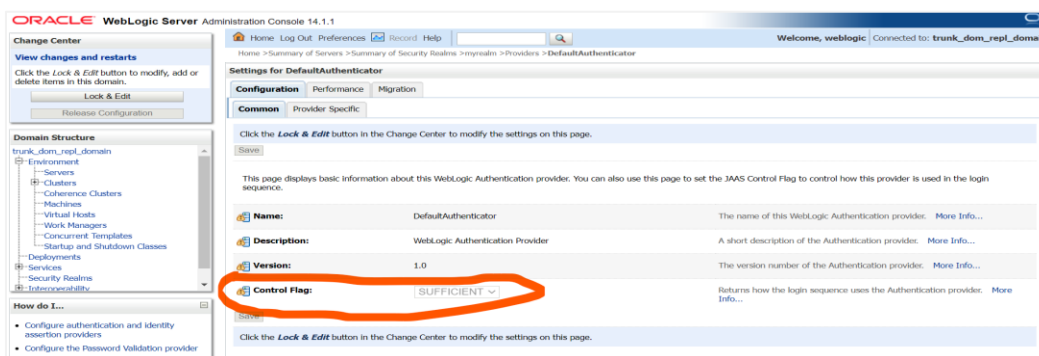 ORACLE WebLogic Server Administration Console 14.1.1
Change Center
View changes and restarts
Click the Lock & Edit button to modify, add or
delete items in this domain.
Lock & Edit
Release Configuration
Domain Structure
trunk_dom_repl_domain
Environment
Servers
Clusters
Coherence Clusters
Machines
Virtual Hosts
Work Managers
Concurrent Templates
Startup and Shutdown Classes
Deployments
Services
Security Realms
Interoperability
How do I...
Configure authentication and identity
assertion providers
Configure the Password Validation provider
Home Log Out Preferences Record Help
Welcome, weblogic Connected to: trunk_dom_repl_doma
Home >Summary of Servers >Summary of Security Realms >myrealm >Providers >DefaultAuthenticator
Settings for DefaultAuthenticator
Configuration Performance Migration
Common Provider Specific
Click the Lock & Edit button in the Change Center to modify the settings on this page.
Save
This page displays basic information about this WebLogic Authentication provider. You can also use this page to set the JAAS Control Flag to control how this provider is used in the login
sequence.
Name: DefaultAuthenticator The name of this WebLogic Authentication provider. More Info...
Description: WebLogic Authentication Provider A short description of the Authentication provider. More Info...
Version: 1.0 The version number of the Authentication provider. More Info...
Control Flag: SUFFICIENT Returns how the login sequence uses the Authentication provider. More
Info...
Save
Click the Lock & Edit button in the Change Center to modify the settings on this page.